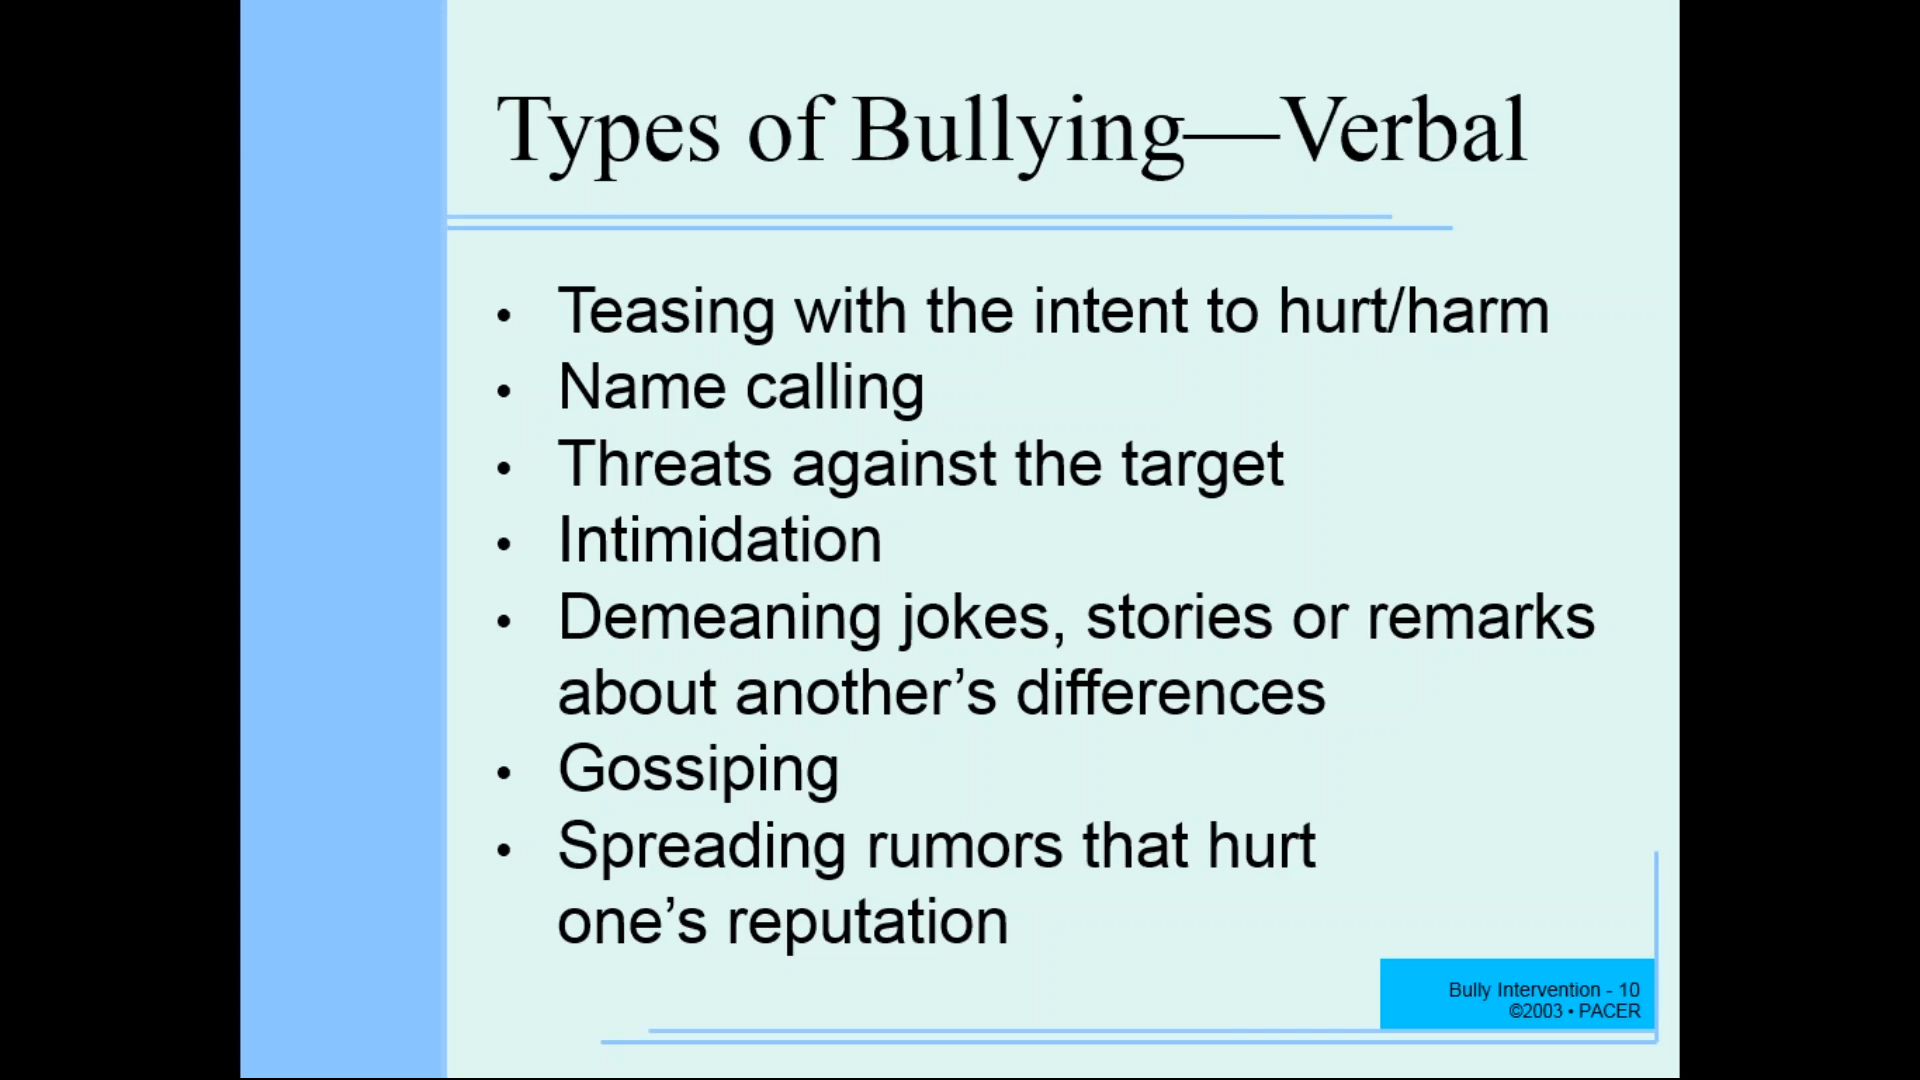 Types of Bullying—Verbal
• Teasing with the intent to hurt/harm
• Name calling
• Threats against the target
• Intimidation
• Demeaning jokes, stories or remarks
about another’s differences
• Gossiping
• Spreading rumors that hurt
one’s reputation
Bully Intervention - 10
©2003 • PACER